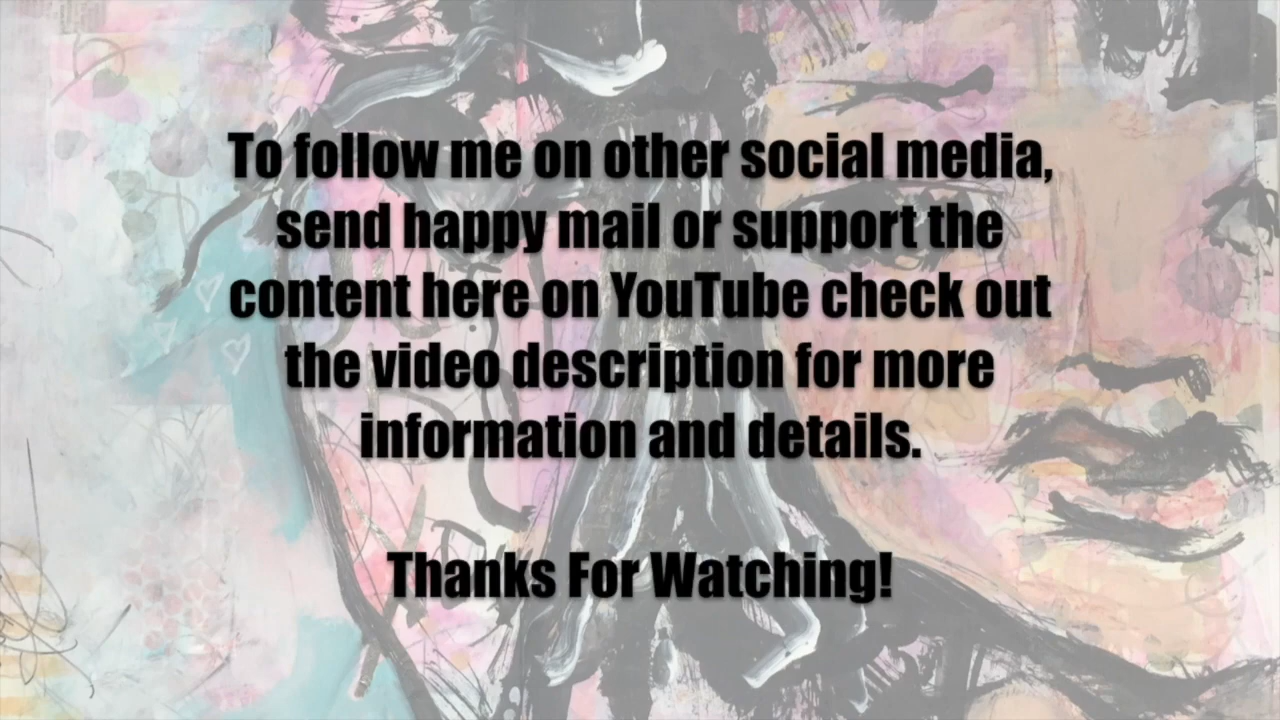 To follow me on other social media,
send happy mail or support the
content here on YouTube check out
the video description for more
information and details.
Thanks For Watching!